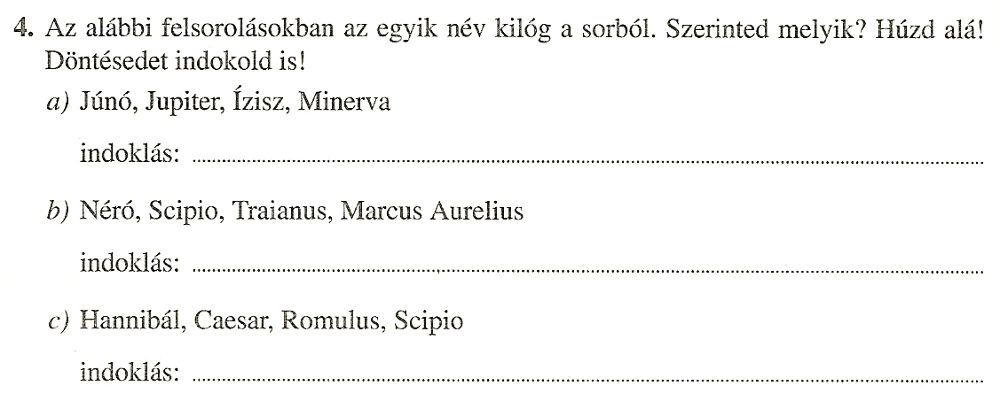 4. Az alábbi felsorolásokban az egyik név kilóg a sorból. Szerinted melyik? Húzd alá!
Döntésedet indokold is!
a) Júnó, Jupiter, Ízisz, Minerva
indoklás: ........................................................................
b) Néró, Scipio, Traianus, Marcus Aurelius
indoklás: ........................................................................
c) Hannibál, Caesar, Romulus, Scipio
indoklás: ........................................................................